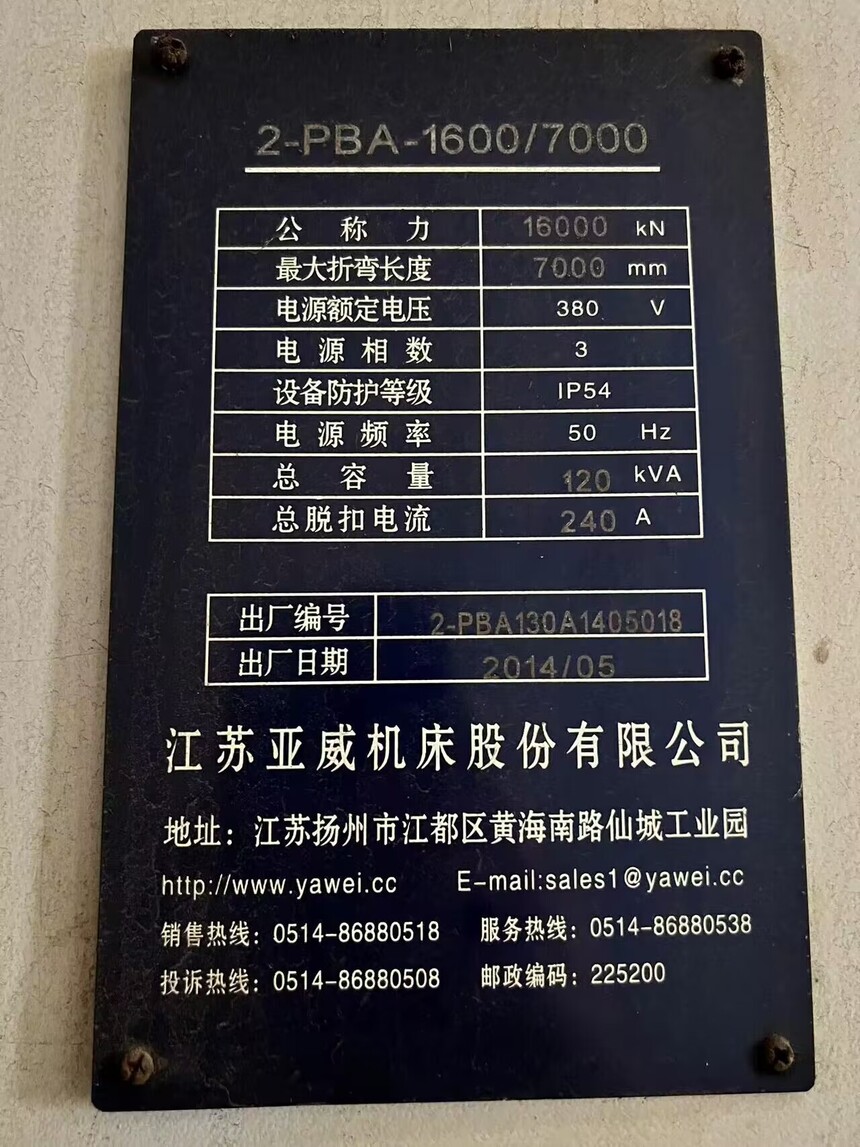 2-PBA-1600/7000
公称力 16000 kN
最大折弯长度 7000 mm
电源额定电压 380 V
电源相数 3
设备防护等级 IP54
电源频率 50 Hz
总容量 120 kVA
总脱扣电流 240 A
出厂编号 2-PBA130A1405018
出厂日期 2014/05
江苏亚威机床股份有限公司
地址：江苏扬州市江都区黄海南路仙城工业园
http://www.yawei.cc E-mail:sales1@yawei.cc
销售热线：0514-86880518 服务热线：0514-86880538
投诉热线：0514-86880508 邮政编码：225200